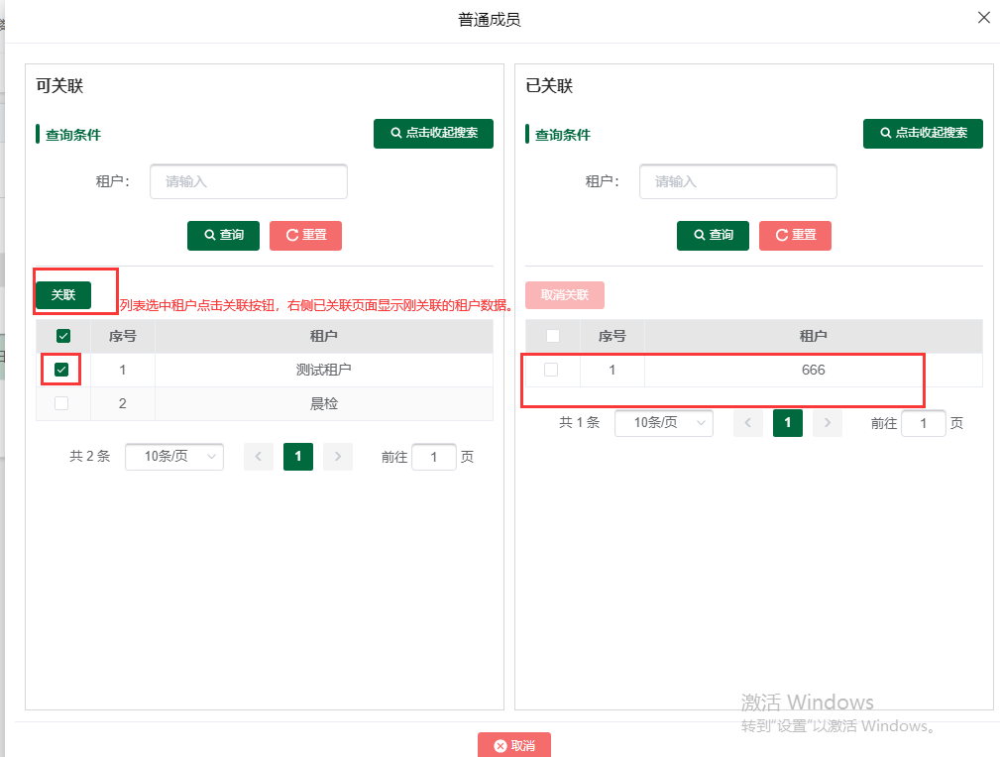 普通成员
可关联
查询条件
点击收起搜索
租户：
请输入
查询
重置
关联
列表选中租户点击关联按钮，右侧已关联页面显示刚关联的租户数据。
序号
租户
1
测试租户
2
晨检
共 2 条
10条/页
1
前往
1
页
已关联
查询条件
点击收起搜索
租户：
请输入
查询
重置
取消关联
序号
租户
1
666
共 1 条
10条/页
1
前往
1
页
激活 Windows
转到"设置"以激活 Windows。
取消